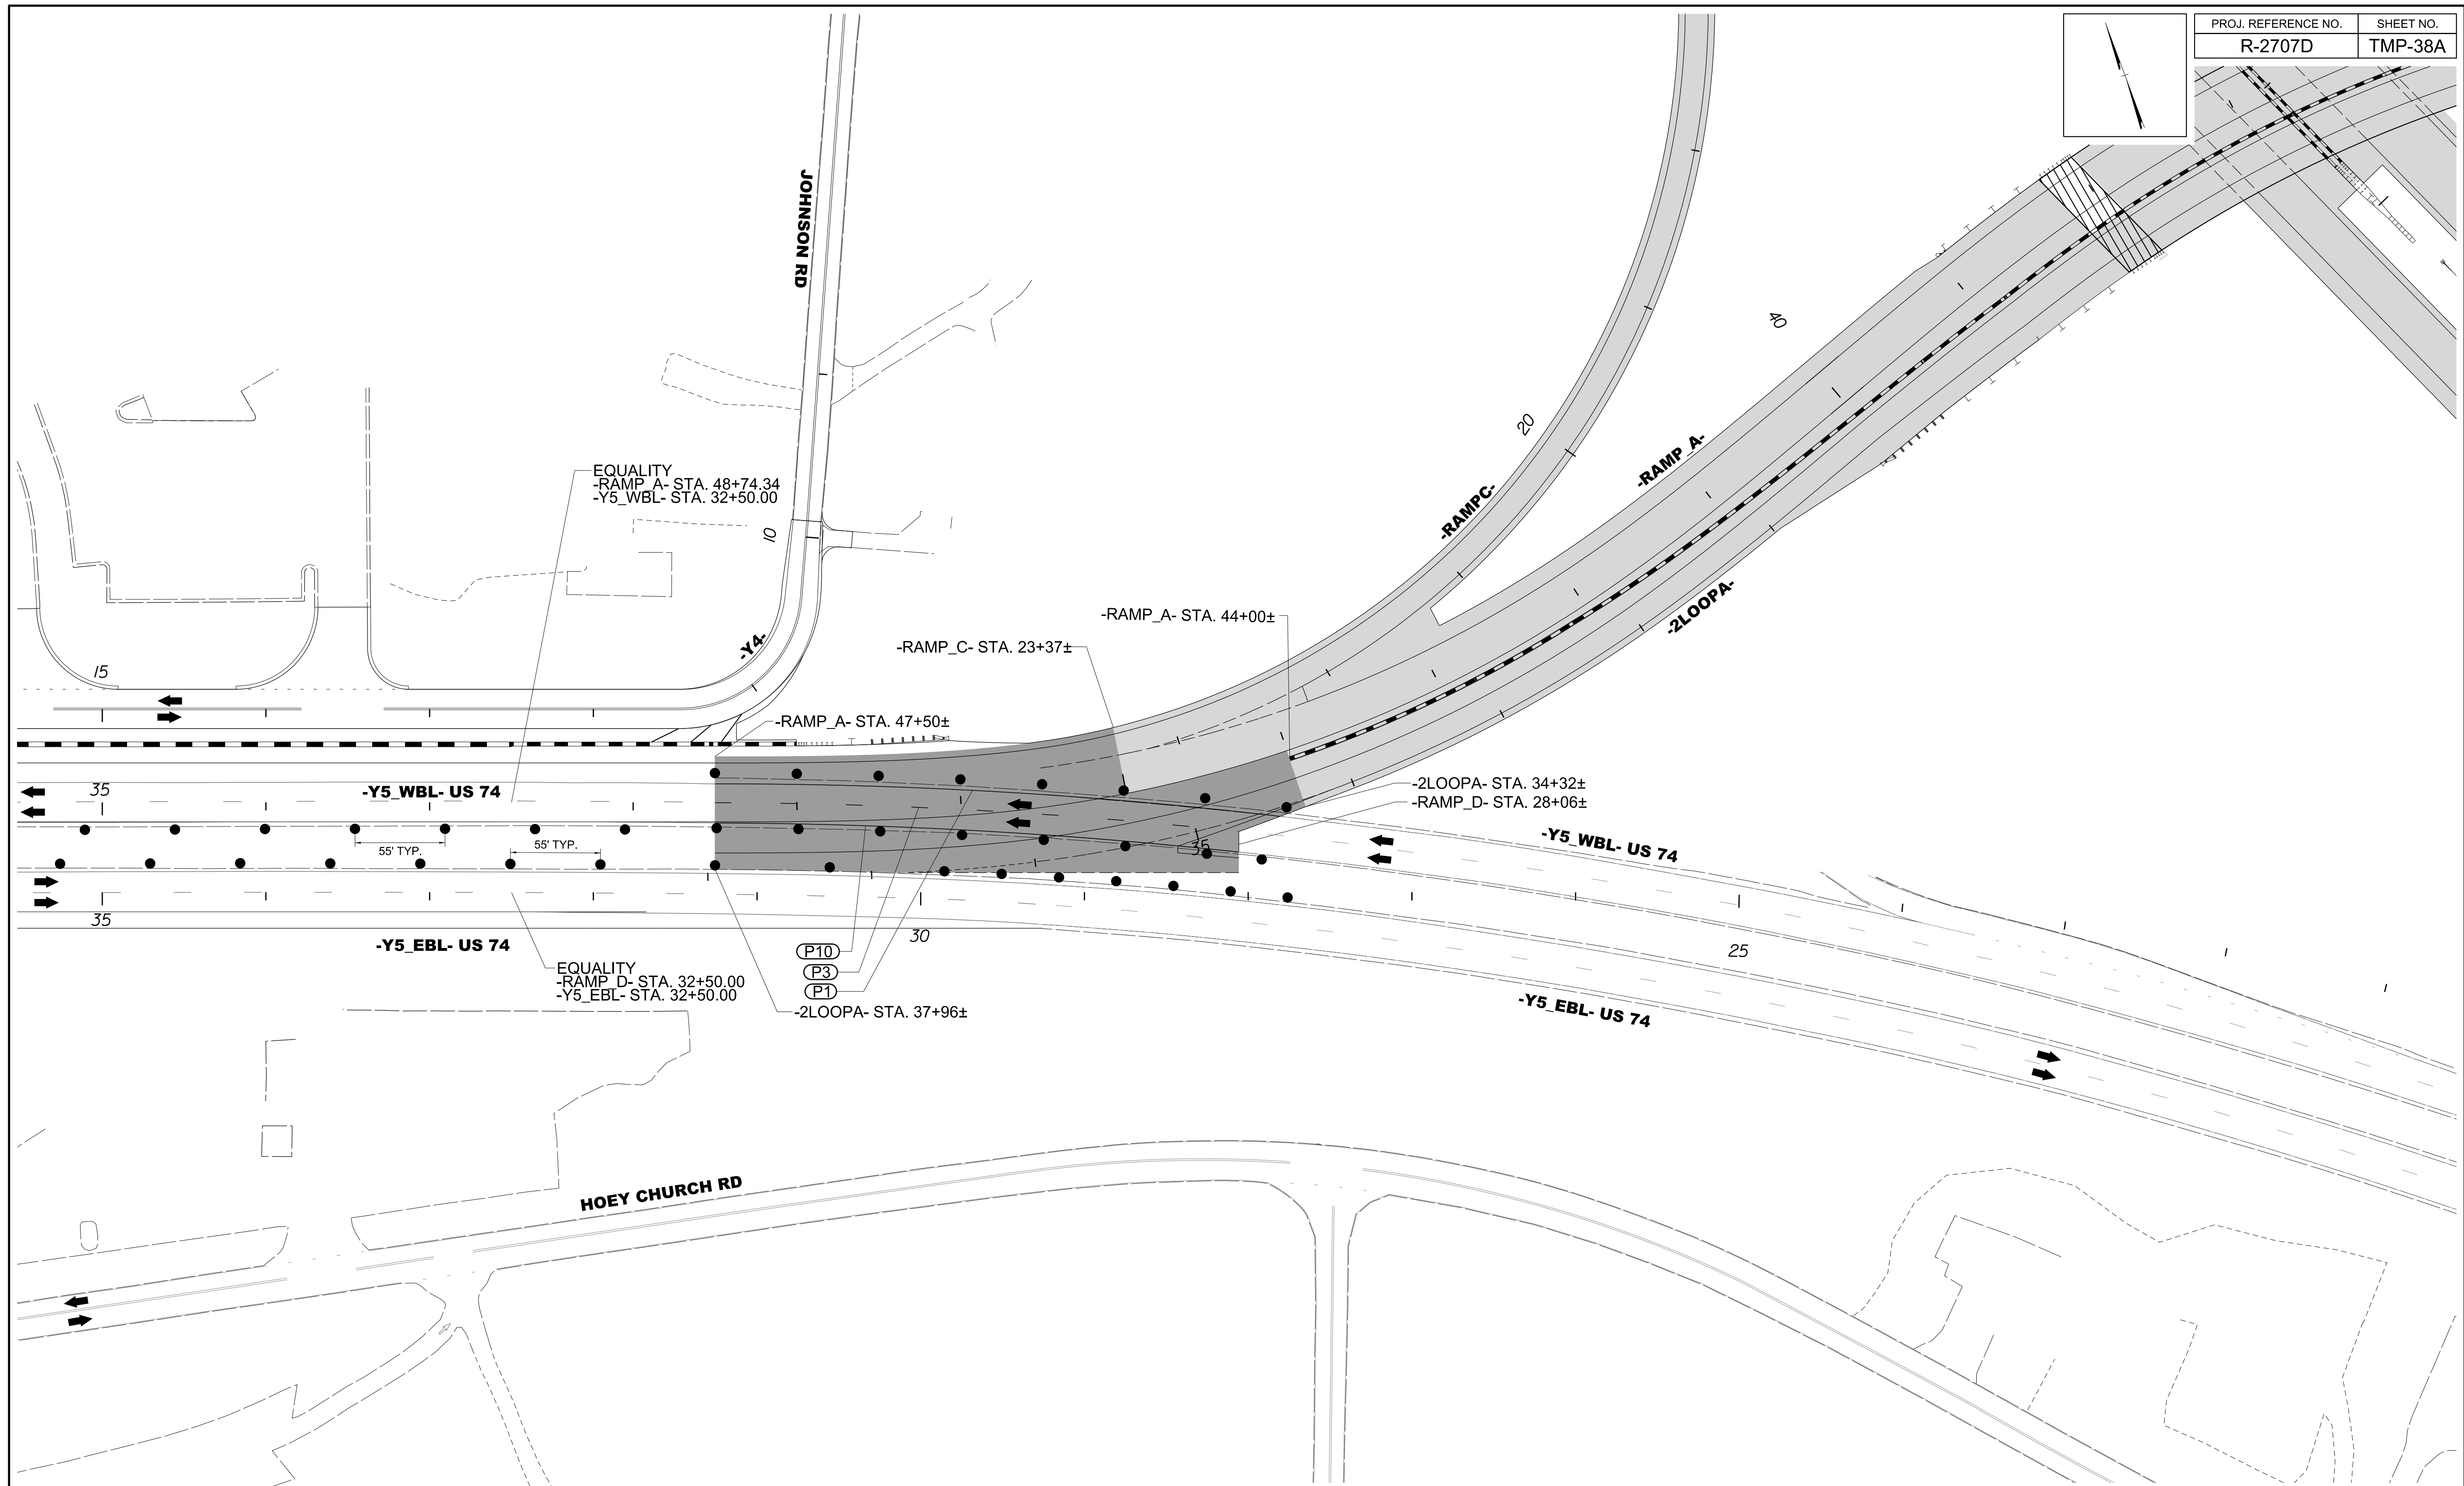 PROJ. REFERENCE NO.
SHEET NO.
R-2707D
TMP-38A
JOHNSON RD
40
20
EQUALITY
-RAMP_A- STA. 48+74.34
-Y5_WBL- STA. 32+50.00
-RAMP_A-
-RAMPC-
10
-RAMP_A- STA. 44+00±
-2LOOPA-
-Y4-
-RAMP_C- STA. 23+37±
15
-RAMP_A- STA. 47+50±
35
-Y5_WBL- US 74
-2LOOPA- STA. 34+32±
-RAMP_D- STA. 28+06±
55' TYP.
55' TYP.
35
-Y5_WBL- US 74
35
-Y5_EBL- US 74
30
25
P10
P3
P1
EQUALITY
-RAMP_D- STA. 32+50.00
-Y5_EBL- STA. 32+50.00
-2LOOPA- STA. 37+96±
-Y5_EBL- US 74
HOEY CHURCH RD